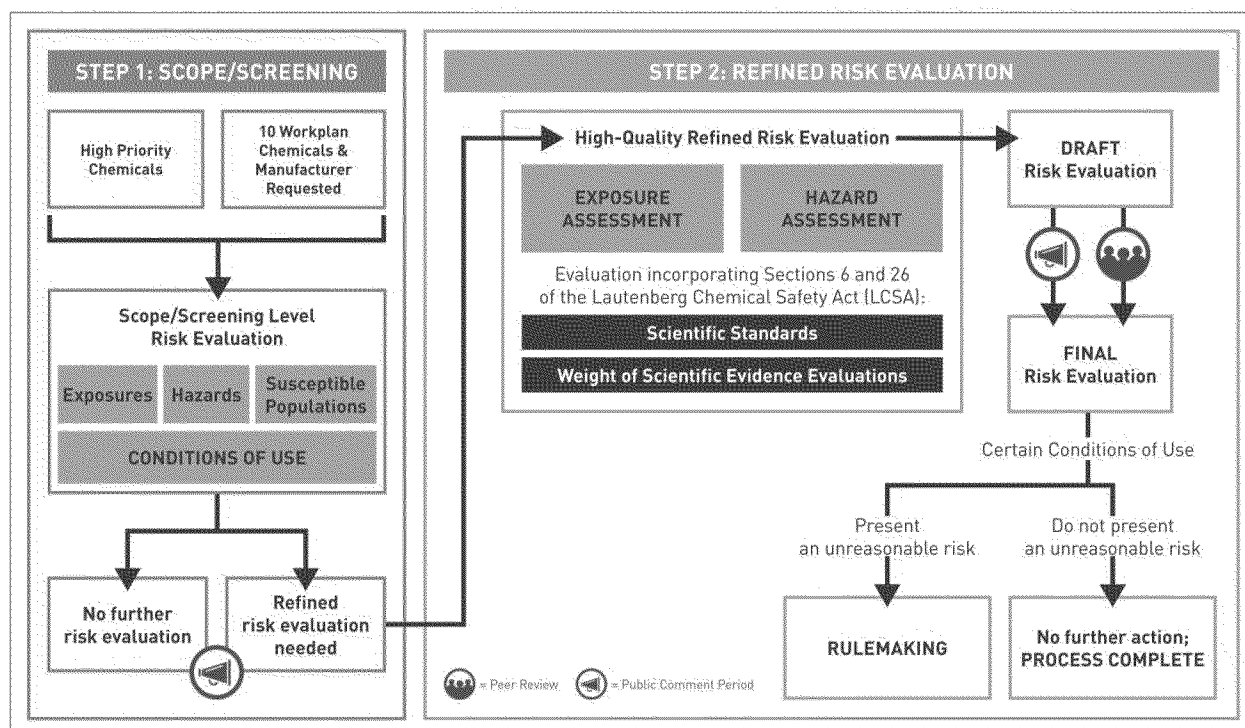 STEP 1: SCOPE/SCREENING
High Priority
Chemicals
10 Workplan
Chemicals &
Manufacturer
Requested
Scope/Screening Level
Risk Evaluation
Exposures
Hazards
Susceptible
Populations
CONDITIONS OF USE
No further
risk evaluation
Refined
risk evaluation
needed
STEP 2: REFINED RISK EVALUATION
High-Quality Refined Risk Evaluation
EXPOSURE
ASSESSMENT
HAZARD
ASSESSMENT
Evaluation incorporating Sections 6 and 26
of the Lautenberg Chemical Safety Act (LCSA):
Scientific Standards
Weight of Scientific Evidence Evaluations
DRAFT
Risk Evaluation
FINAL
Risk Evaluation
Certain Conditions of Use
Present
an unreasonable risk
Do not present
an unreasonable risk
RULEMAKING
No further action;
PROCESS COMPLETE
= Peer Review
= Public Comment Period